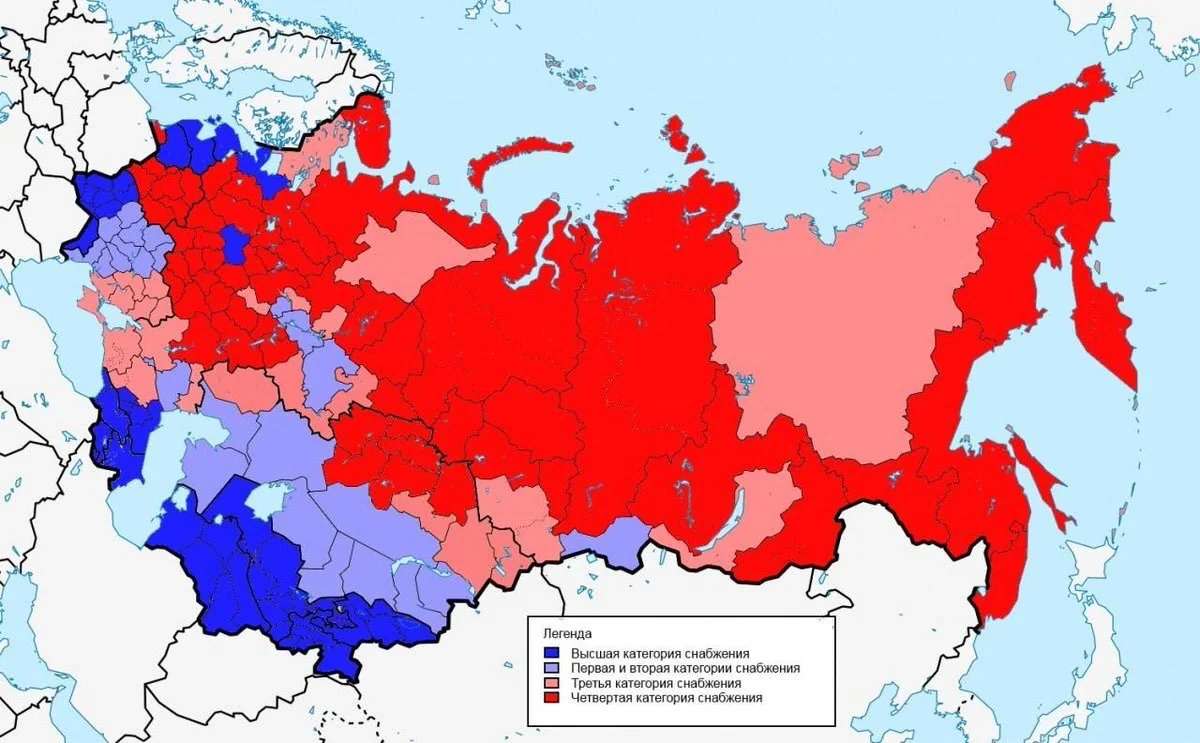 Легенда
Высшая категория снабжения
Первая и вторая категории снабжения
Третья категория снабжения
Четвертая категория снабжения